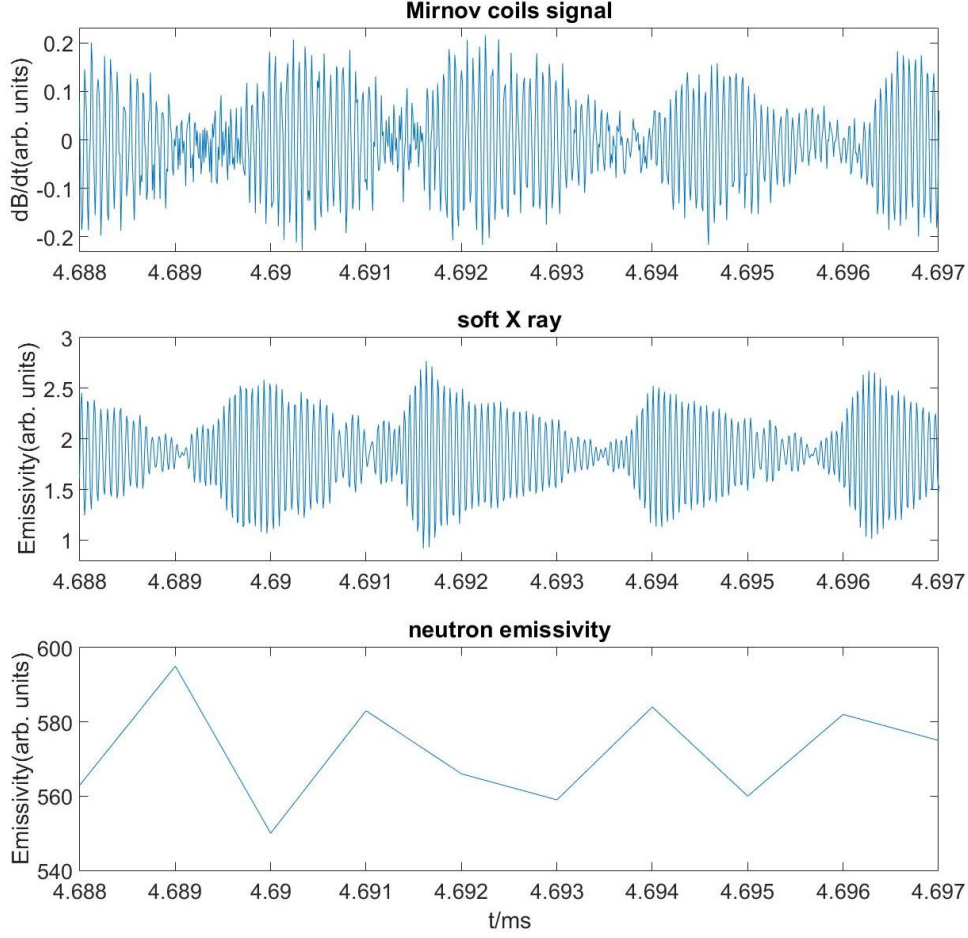 Mirnov coils signal
dB/dt(arb. units)
0.2
0.1
0
-0.1
-0.2
4.688 4.689 4.69 4.691 4.692 4.693 4.694 4.695 4.696 4.697
soft X ray
Emissivity(arb. units)
3
2.5
2
1.5
1
4.688 4.689 4.69 4.691 4.692 4.693 4.694 4.695 4.696 4.697
neutron emissivity
Emissivity(arb. units)
600
580
560
540
4.688 4.689 4.69 4.691 4.692 4.693 4.694 4.695 4.696 4.697
t/ms